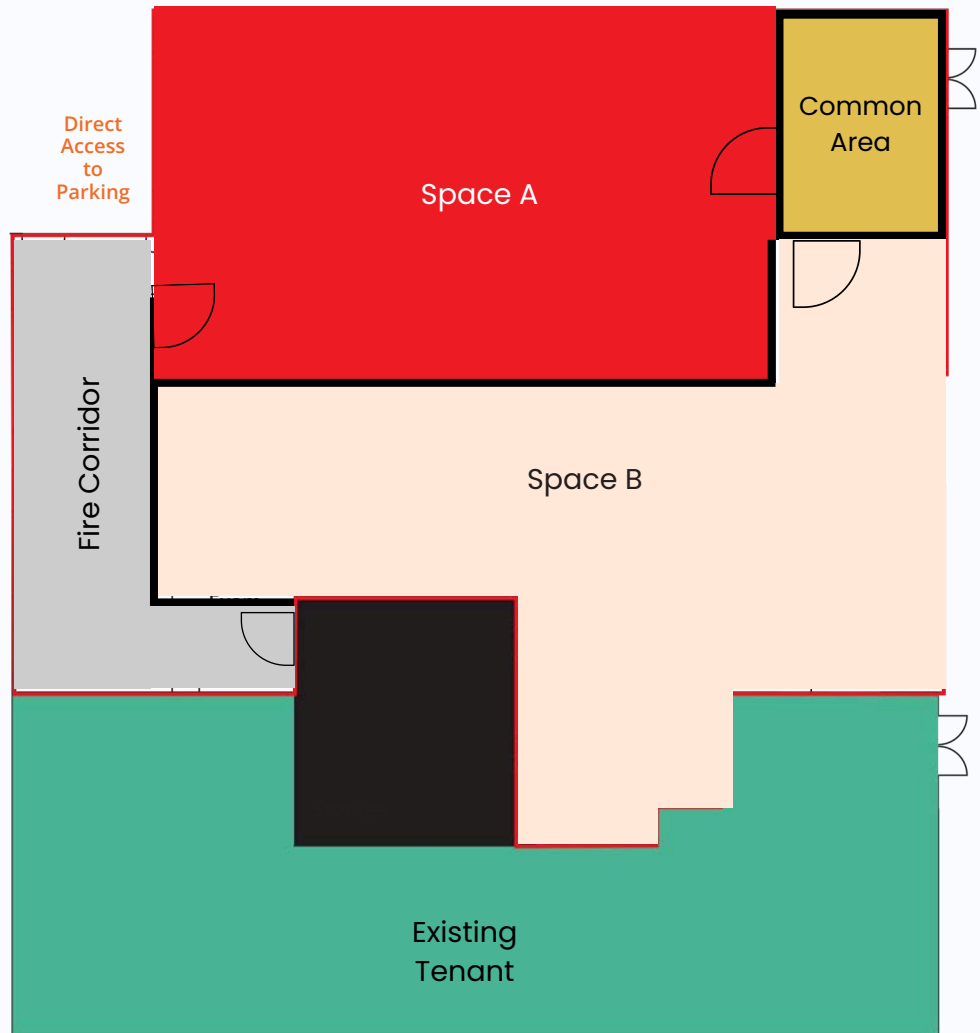 Common
Area
Direct
Access
to
Parking
Space A
Fire Corridor
Space B
Existing
Tenant